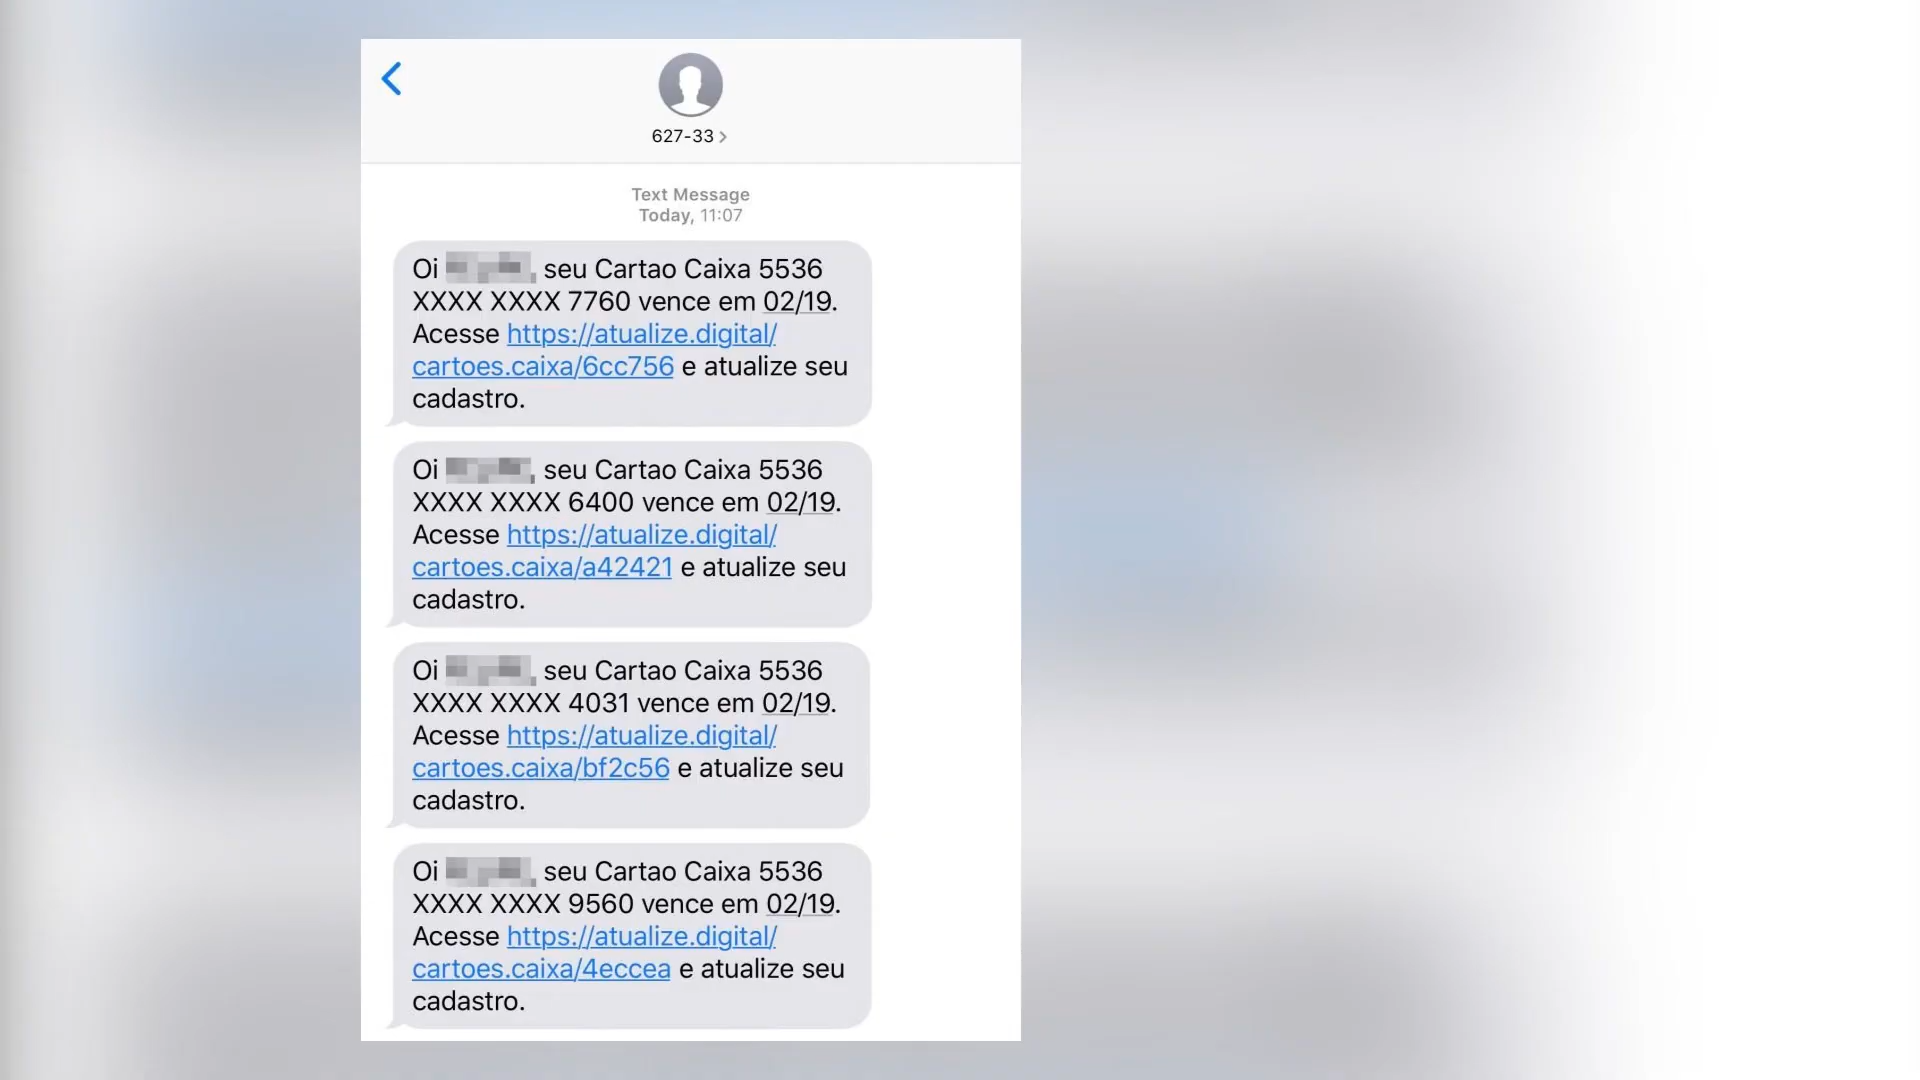 627-33
Text Message
Today, 11:07
Oi , seu Cartao Caixa 5536
XXXX XXXX 7760 vence em 02/19.
Acesse https://atualize.digital/
cartoes.caixa/6cc756 e atualize seu
cadastro.
Oi , seu Cartao Caixa 5536
XXXX XXXX 6400 vence em 02/19.
Acesse https://atualize.digital/
cartoes.caixa/a42421 e atualize seu
cadastro.
Oi , seu Cartao Caixa 5536
XXXX XXXX 4031 vence em 02/19.
Acesse https://atualize.digital/
cartoes.caixa/bf2c56 e atualize seu
cadastro.
Oi , seu Cartao Caixa 5536
XXXX XXXX 9560 vence em 02/19.
Acesse https://atualize.digital/
cartoes.caixa/4eccea e atualize seu
cadastro.